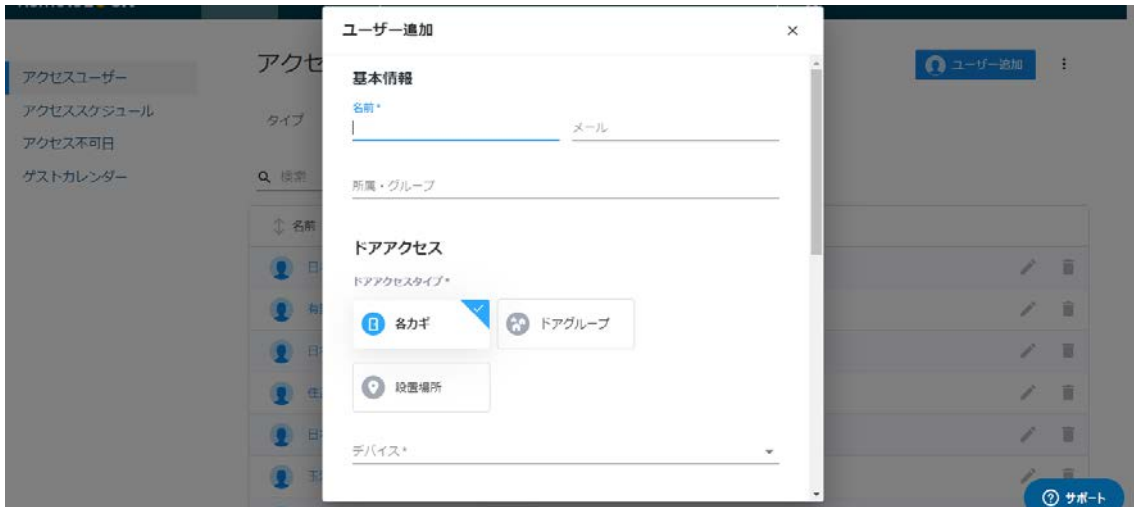 ユーザー追加
×
アクセスユーザー
アクセススケジュール
アクセス不可日
ゲストカレンダー
アクセ
ユーザー追加
タイプ
検索
名前
基本情報
名前*
メール
所属・グループ
ドアアクセス
ドアアクセスタイプ*
各カギ
ドアグループ
設置場所
デバイス*
サポート